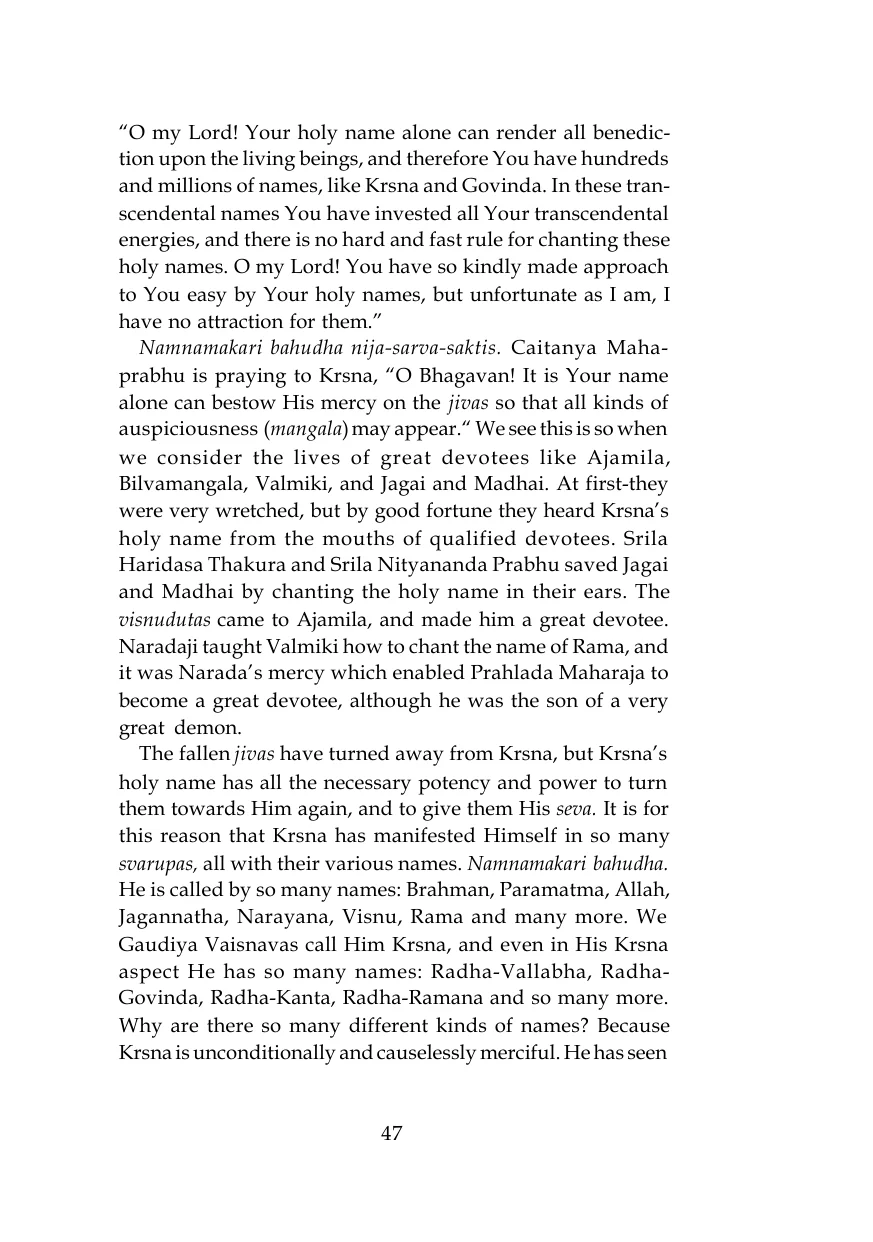 “O my Lord! Your holy name alone can render all benedic-
tion upon the living beings, and therefore You have hundreds
and millions of names, like Krsna and Govinda. In these tran-
scendental names You have invested all Your transcendental
energies, and there is no hard and fast rule for chanting these
holy names. O my Lord! You have so kindly made approach
to You easy by Your holy names, but unfortunate as I am, I
have no attraction for them.”
Namnamakari bahudha nija-sarva-saktis. Caitanya Maha-
prabhu is praying to Krsna, “O Bhagavan! It is Your name
alone can bestow His mercy on the jivas so that all kinds of
auspiciousness (mangala) may appear.“ We see this is so when
we consider the lives of great devotees like Ajamila,
Bilvamangala, Valmiki, and Jagai and Madhai. At first-they
were very wretched, but by good fortune they heard Krsna’s
holy name from the mouths of qualified devotees. Srila
Haridasa Thakura and Srila Nityananda Prabhu saved Jagai
and Madhai by chanting the holy name in their ears. The
visnudutas came to Ajamila, and made him a great devotee.
Naradaji taught Valmiki how to chant the name of Rama, and
it was Narada’s mercy which enabled Prahlada Maharaja to
become a great devotee, although he was the son of a very
great demon.
The fallen jivas have turned away from Krsna, but Krsna’s
holy name has all the necessary potency and power to turn
them towards Him again, and to give them His seva. It is for
this reason that Krsna has manifested Himself in so many
svarupas, all with their various names. Namnamakari bahudha.
He is called by so many names: Brahman, Paramatma, Allah,
Jagannatha, Narayana, Visnu, Rama and many more. We
Gaudiya Vaisnavas call Him Krsna, and even in His Krsna
aspect He has so many names: Radha-Vallabha, Radha-
Govinda, Radha-Kanta, Radha-Ramana and so many more.
Why are there so many different kinds of names? Because
Krsna is unconditionally and causelessly merciful. He has seen
47